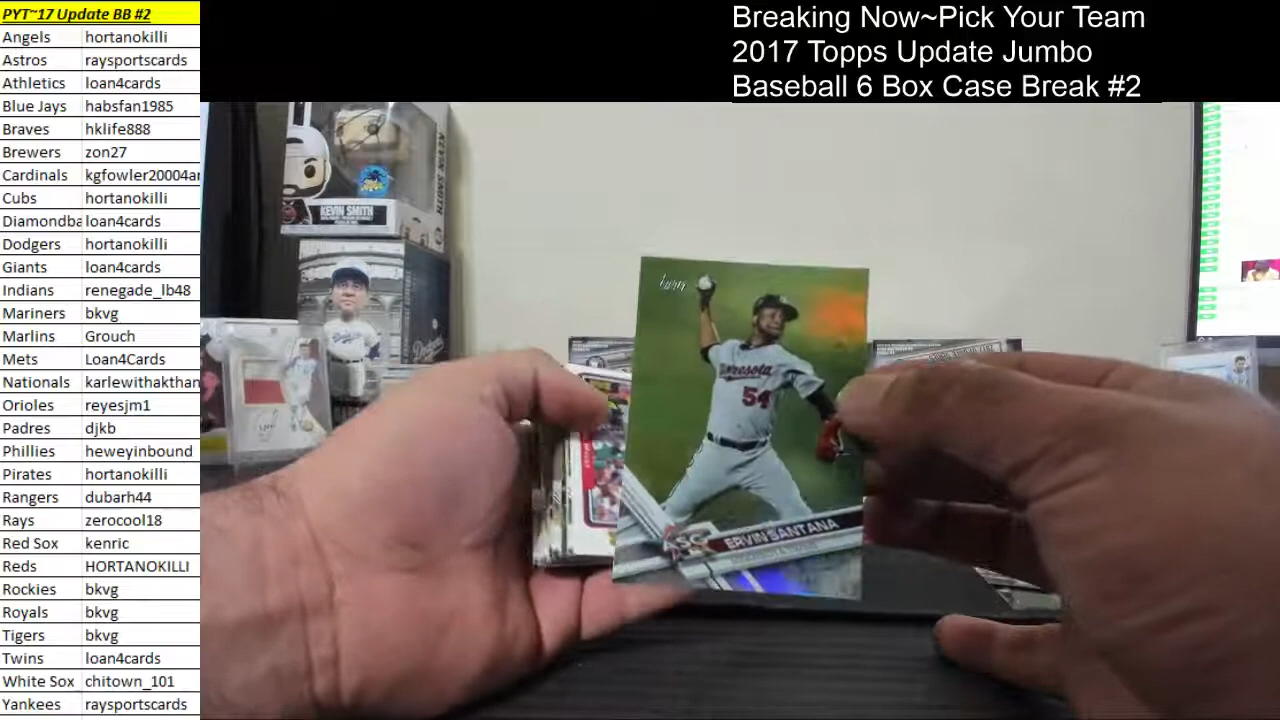 PYT~17 Update BB #2
Angels hortanokilli
Astros raysportscards
Athletics loan4cards
Blue Jays habsfan1985
Braves hklife888
Brewers zon27
Cardinals kgfowler20004ar
Cubs hortanokilli
Diamondba loan4cards
Dodgers hortanokilli
Giants loan4cards
Indians renegade_lb48
Mariners bkvg
Marlins Grouch
Mets Loan4Cards
Nationals karlewithakthan
Orioles reyesjm1
Padres djkb
Phillies heweyinbound
Pirates hortanokilli
Rangers dubarh44
Rays zerocool18
Red Sox kenric
Reds HORTANOKILLI
Rockies bkvg
Royals bkvg
Tigers bkvg
Twins loan4cards
White Sox chitown_101
Yankees raysportscards
Breaking Now~Pick Your Team
2017 Topps Update Jumbo
Baseball 6 Box Case Break #2
KEVIN SMITH
KEVIN SMITH
Minnesota
54
ASG
ERVIN SANTANA